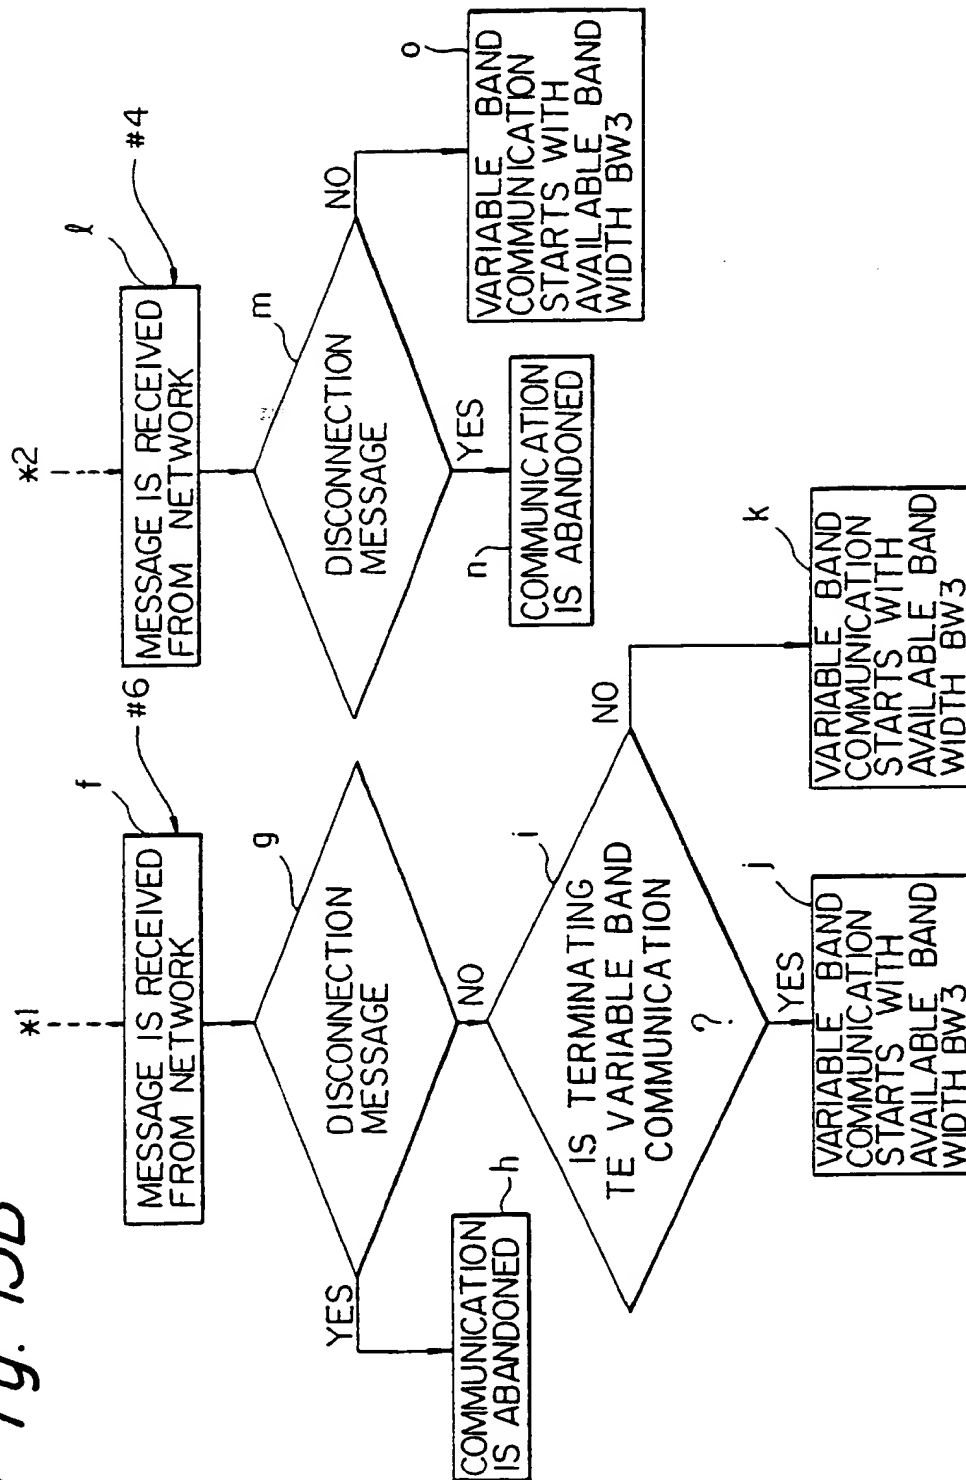 Fig. 15B
*1
f
#6
MESSAGE IS RECEIVED
FROM NETWORK
g
DISCONNECTION
MESSAGE
YES
NO
h
COMMUNICATION
IS ABANDONED
i
IS TERMINATING
TE VARIABLE BAND
COMMUNICATION
?
YES
NO
j
VARIABLE BAND
COMMUNICATION
STARTS WITH
AVAILABLE BAND
WIDTH BW3
k
VARIABLE BAND
COMMUNICATION
STARTS WITH
AVAILABLE BAND
WIDTH BW3
*2
ℓ
#4
MESSAGE IS RECEIVED
FROM NETWORK
m
DISCONNECTION
MESSAGE
YES
NO
n
COMMUNICATION
IS ABANDONED
o
VARIABLE BAND
COMMUNICATION
STARTS WITH
AVAILABLE BAND
WIDTH BW3